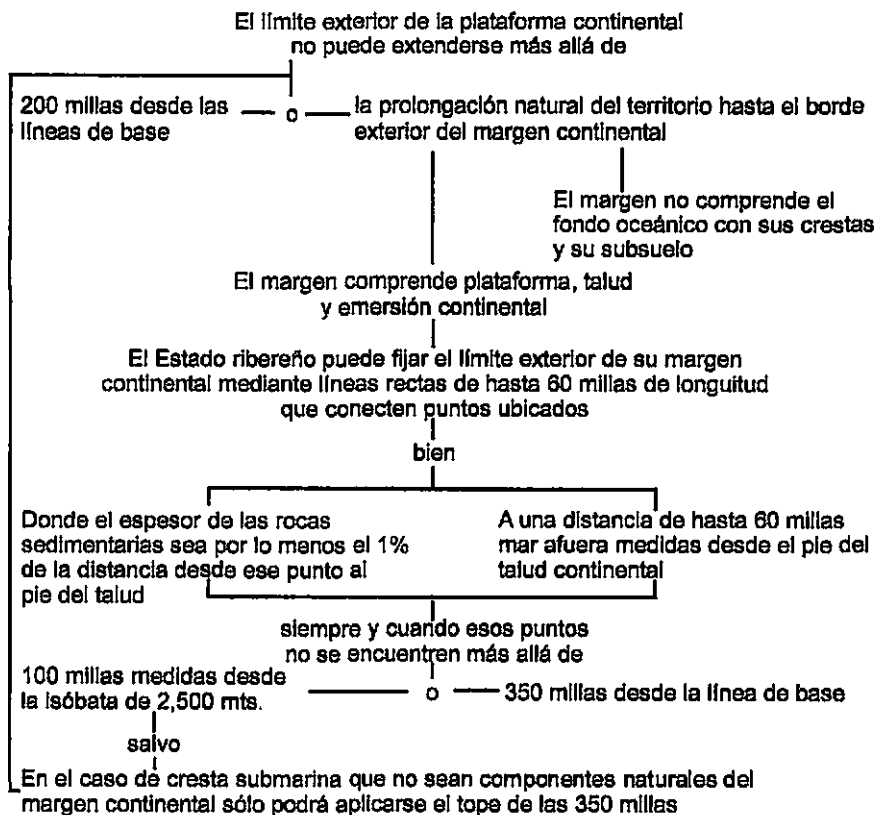 El límite exterior de la plataforma continental
no puede extenderse más allá de
200 millas desde las
líneas de base
o
la prolongación natural del territorio hasta el borde
exterior del margen continental
El margen no comprende el
fondo oceánico con sus crestas
y su subsuelo
El margen comprende plataforma, talud
y emersión continental
El Estado ribereño puede fijar el límite exterior de su margen
continental mediante líneas rectas de hasta 60 millas de longuitud
que conecten puntos ubicados
bien
Donde el espesor de las rocas
sedimentarias sea por lo menos el 1%
de la distancia desde ese punto al
pie del talud
A una distancia de hasta 60 millas
mar afuera medidas desde el pie del
talud continental
siempre y cuando esos puntos
no se encuentren más allá de
100 millas medidas desde
la isóbata de 2,500 mts.
o
350 millas desde la línea de base
salvo
En el caso de cresta submarina que no sean componentes naturales del
margen continental sólo podrá aplicarse el tope de las 350 millas